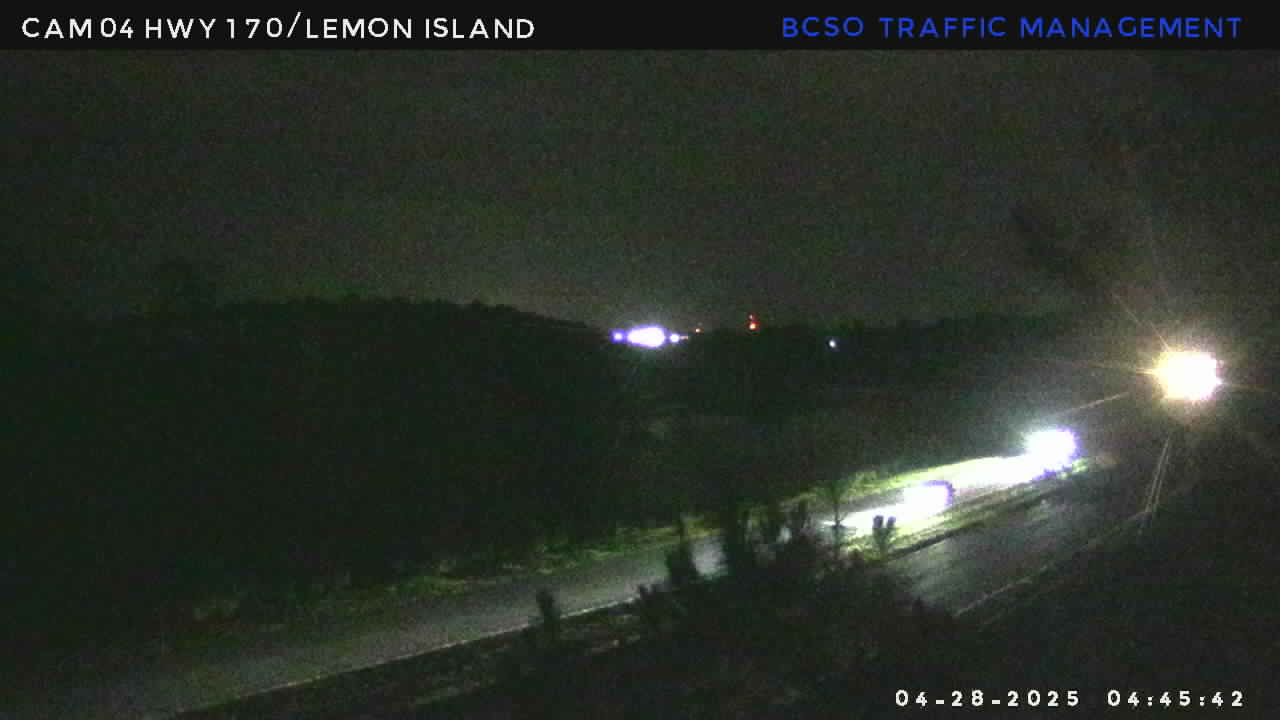 CAM04 HWY 170/LEMON ISLAND
BCSO TRAFFIC MANAGEMENT
04-28-2025 04:45:42